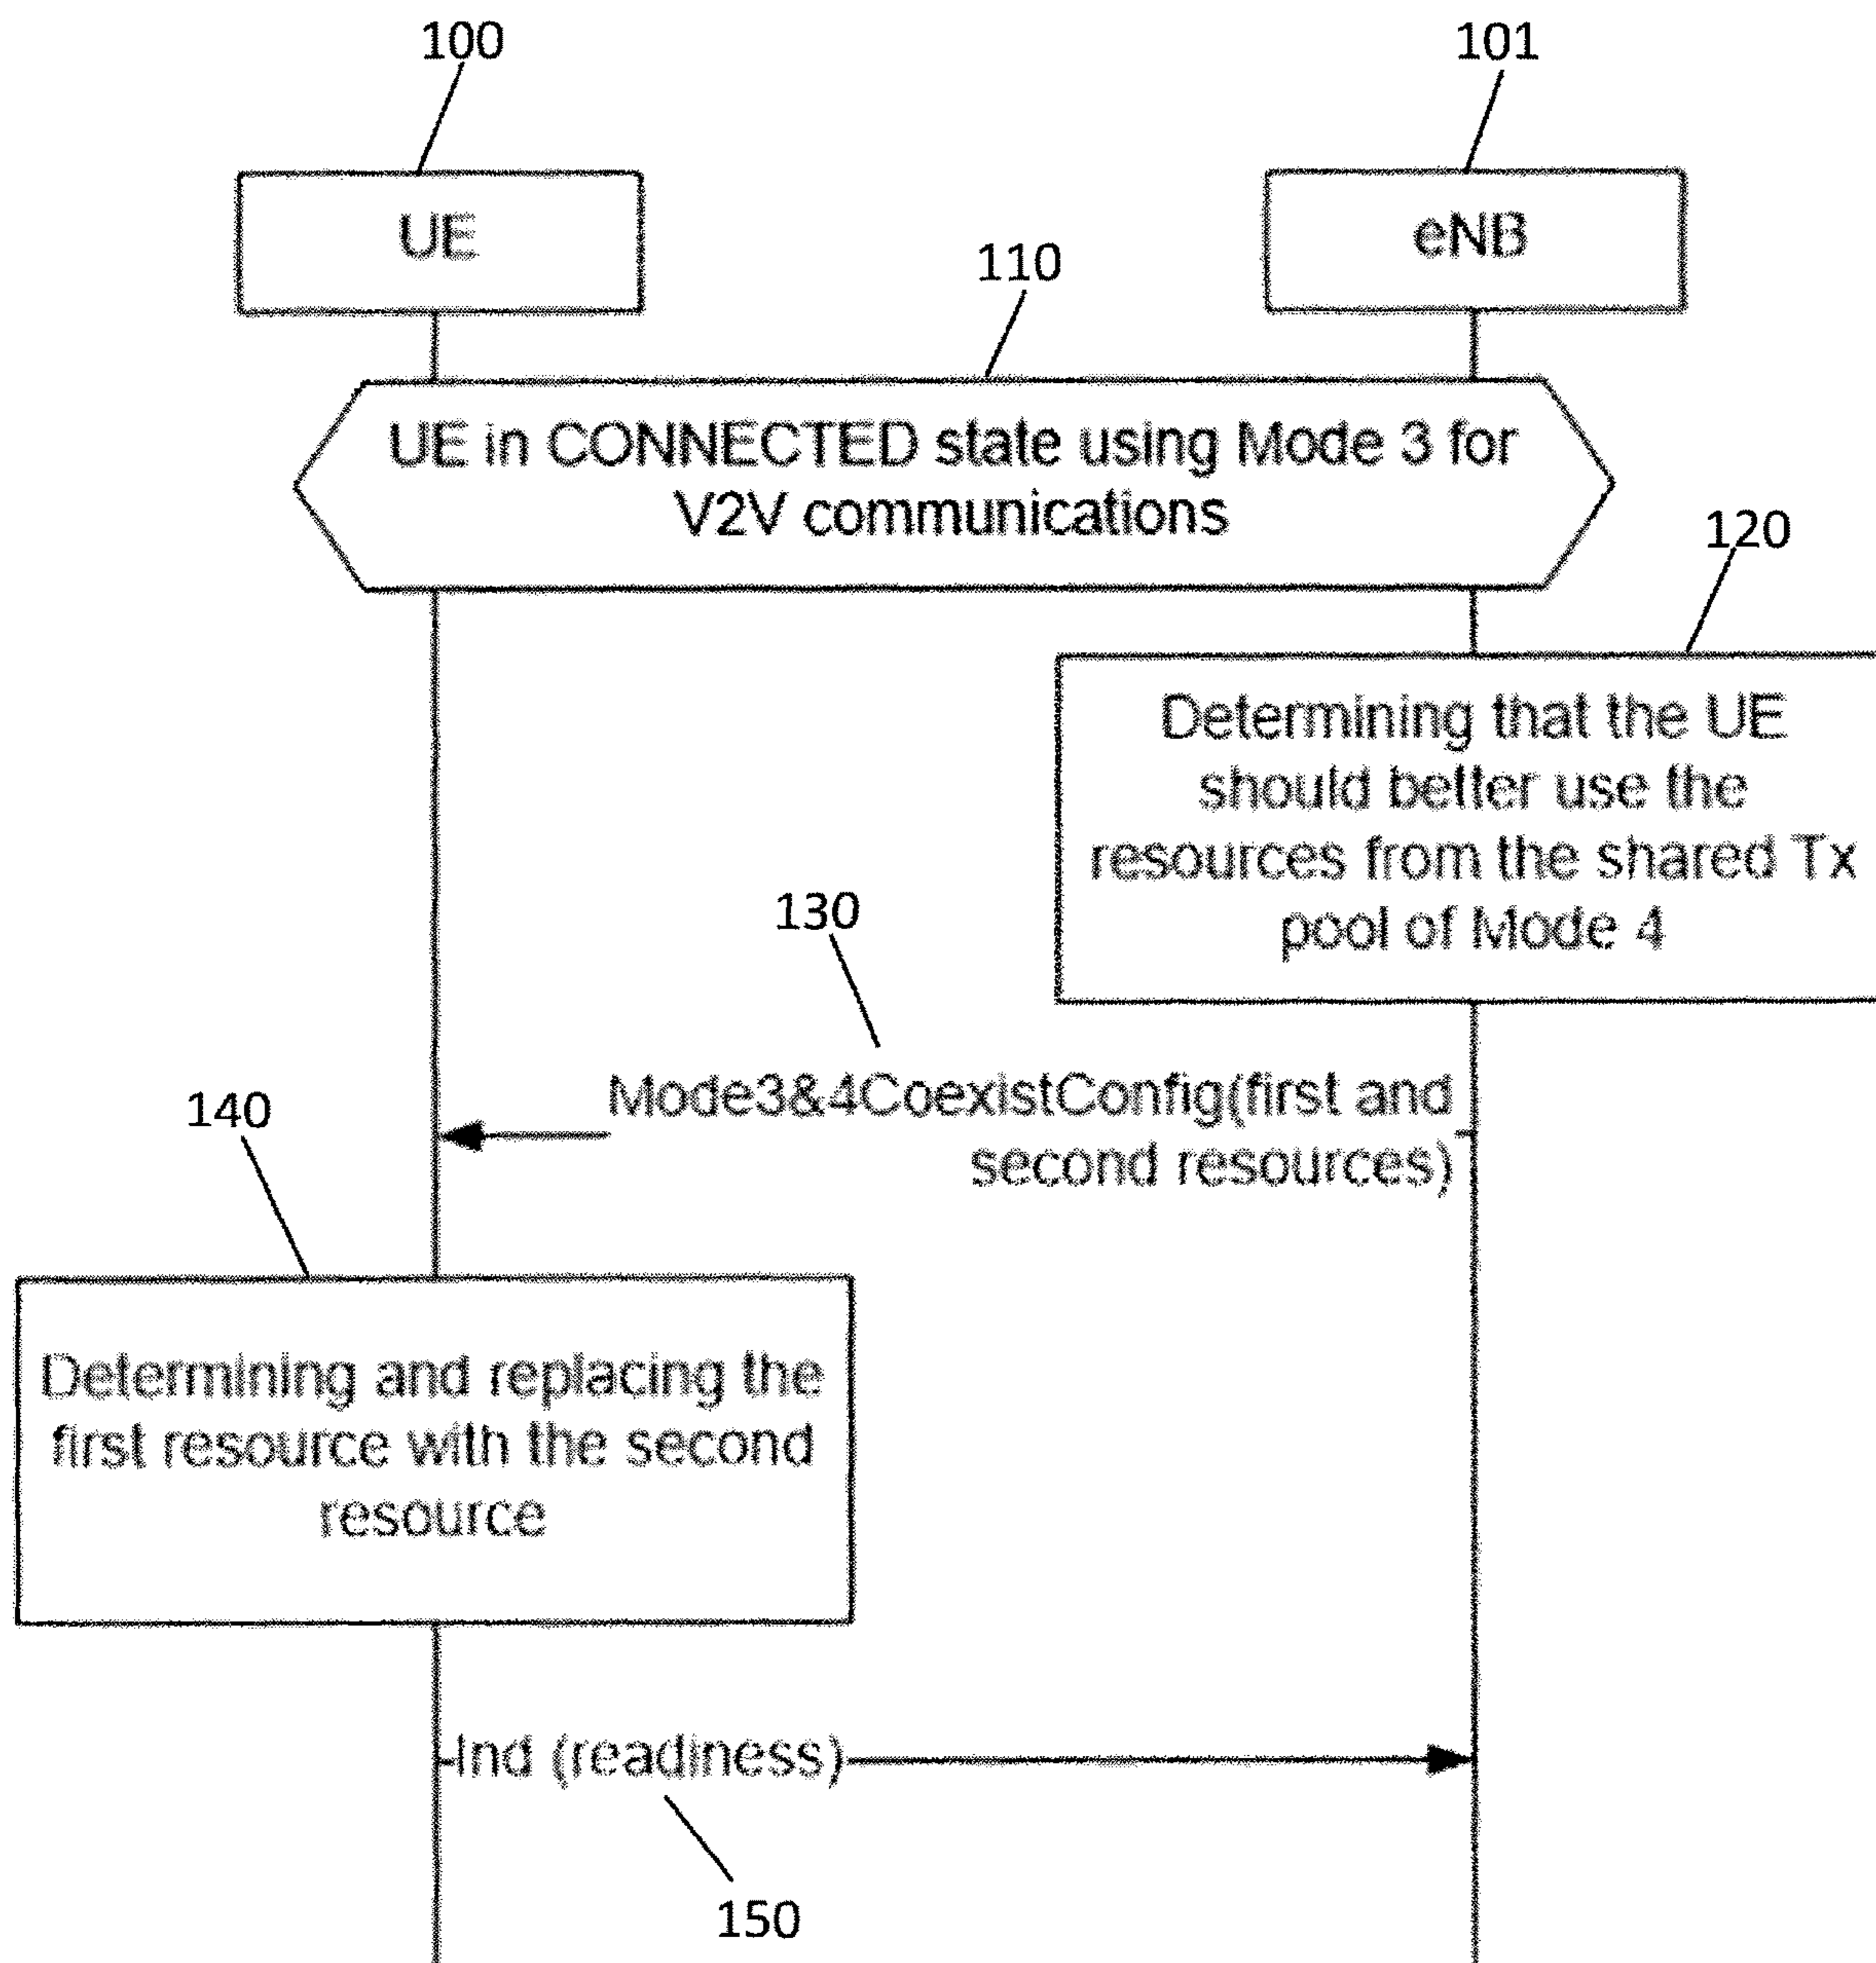 100
101
UE
eNB
110
UE in CONNECTED state using Mode 3 for
V2V communications
120
Determining that the UE
should better use the
resources from the shared Tx
pool of Mode 4
130
Mode3&4CoexistConfig(first and
second resources)
140
Determining and replacing the
first resource with the second
resource
Ind (readiness)
150